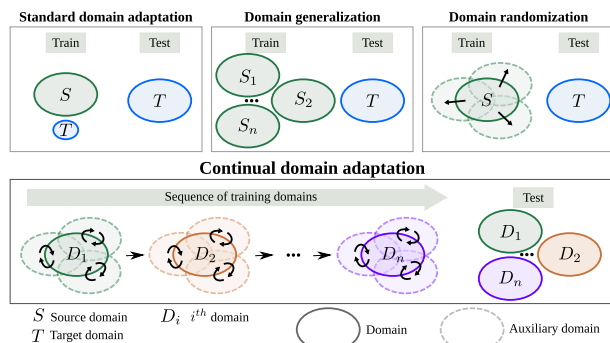 Standard domain adaptation
Train
Test
S
T
T
Domain generalization
Train
Test
S1
...
S2
Sn
T
Domain randomization
Train
Test
S
T
Continual domain adaptation
Sequence of training domains
Test
D1
D2
...
Dn
D1
...
D2
Dn
S Source domain
T Target domain
Di ith domain
Domain
Auxiliary domain